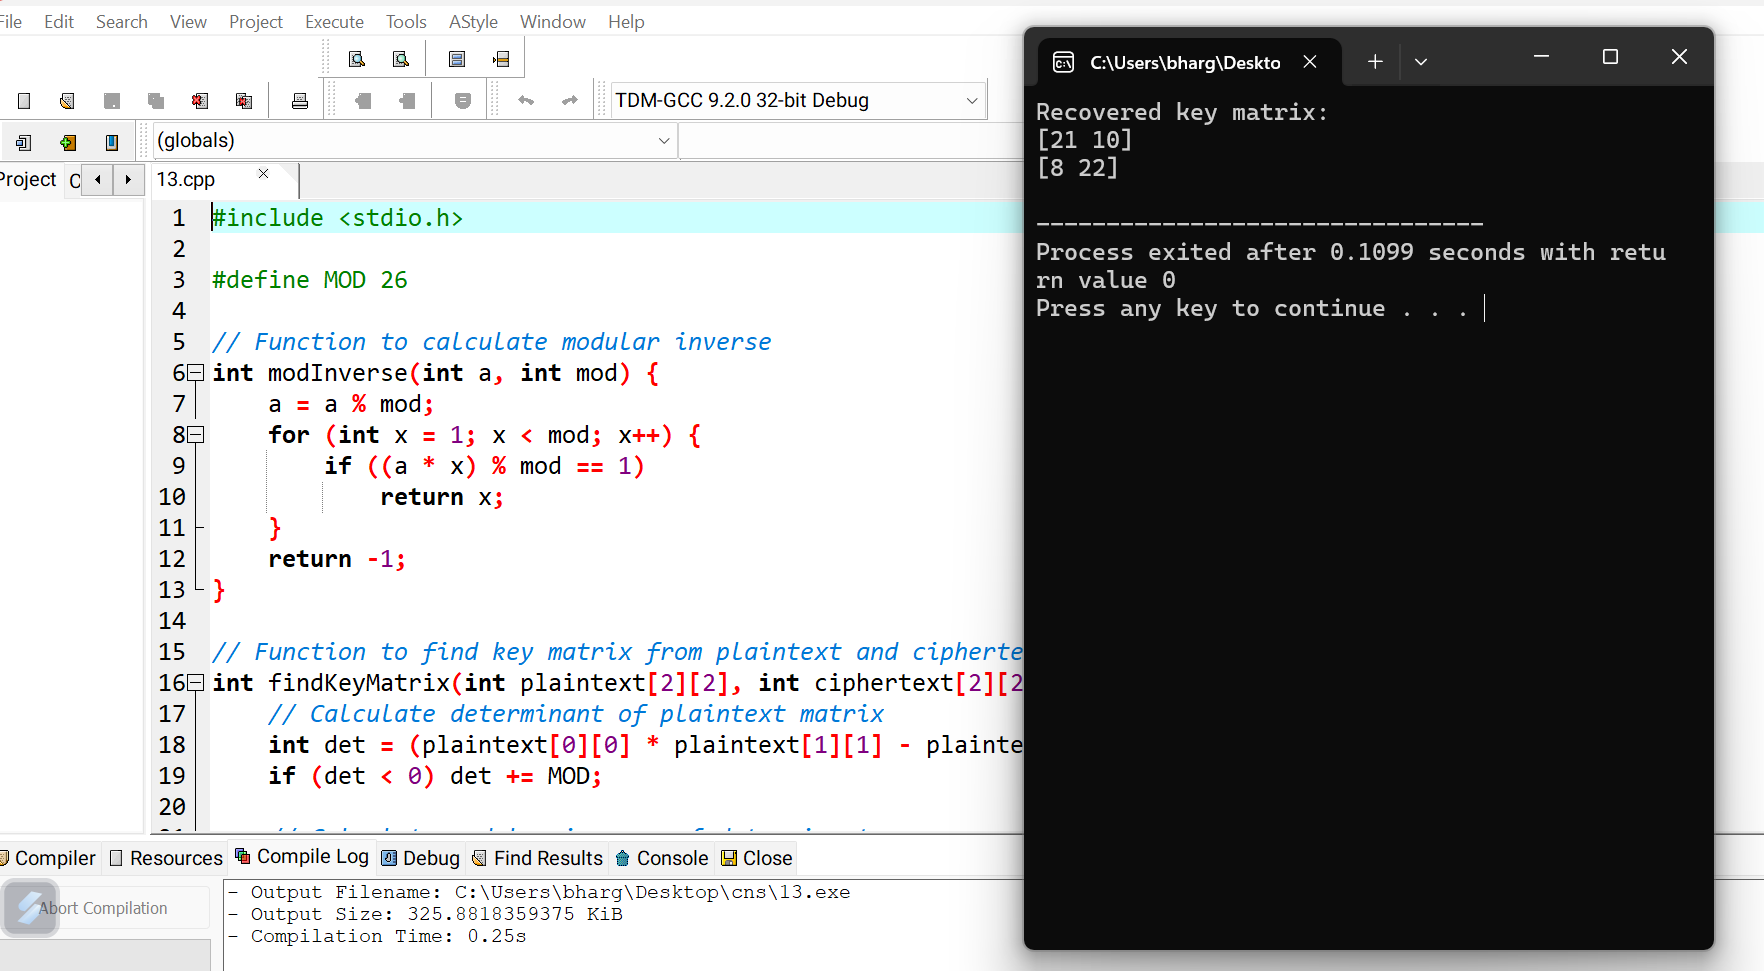 File Edit Search View Project Execute Tools AStyle Window Help
TDM-GCC 9.2.0 32-bit Debug
(globals)
Project C
13.cpp
1 #include <stdio.h>
2
3 #define MOD 26
4
5 // Function to calculate modular inverse
6 int modInverse(int a, int mod) {
7 a = a % mod;
8 for (int x = 1; x < mod; x++) {
9 if ((a * x) % mod == 1)
10 return x;
11 }
12 return -1;
13 }
14
15 // Function to find key matrix from plaintext and cipherte
16 int findKeyMatrix(int plaintext[2][2], int ciphertext[2][2
17 // Calculate determinant of plaintext matrix
18 int det = (plaintext[0][0] * plaintext[1][1] - plainte
19 if (det < 0) det += MOD;
20
Compiler Resources Compile Log Debug Find Results Console Close
Abort Compilation
- Output Filename: C:\Users\bharg\Desktop\cns\13.exe
- Output Size: 325.8818359375 KiB
- Compilation Time: 0.25s
C:\Users\bharg\Deskto
Recovered key matrix:
[21 10]
[8 22]
--------------------------------
Process exited after 0.1099 seconds with retu
rn value 0
Press any key to continue . . .